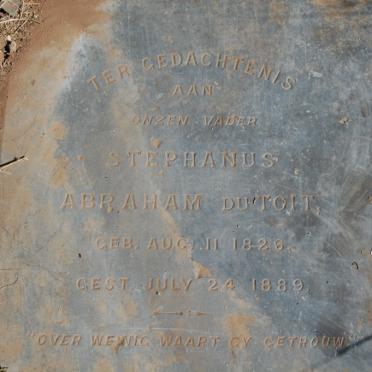 TER GEDACHTENIS
AAN
ONZEN VADER
STEPHANUS
ABRAHAM DU TOIT,
GEB. AUG. 11 1826.
GEST. JULY 24 1889.
"OVER WEINIG WAART GY GETROUW"